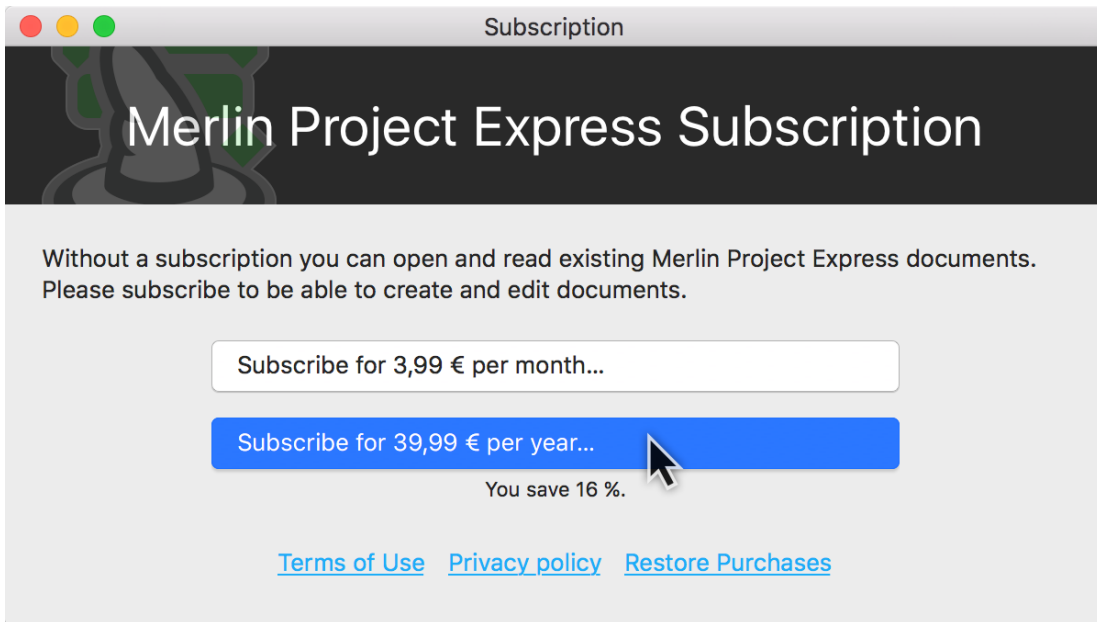 Subscription
Merlin Project Express Subscription
Without a subscription you can open and read existing Merlin Project Express documents.
Please subscribe to be able to create and edit documents.
Subscribe for 3,99 € per month...
Subscribe for 39,99 € per year...
You save 16 %.
Terms of Use Privacy policy Restore Purchases